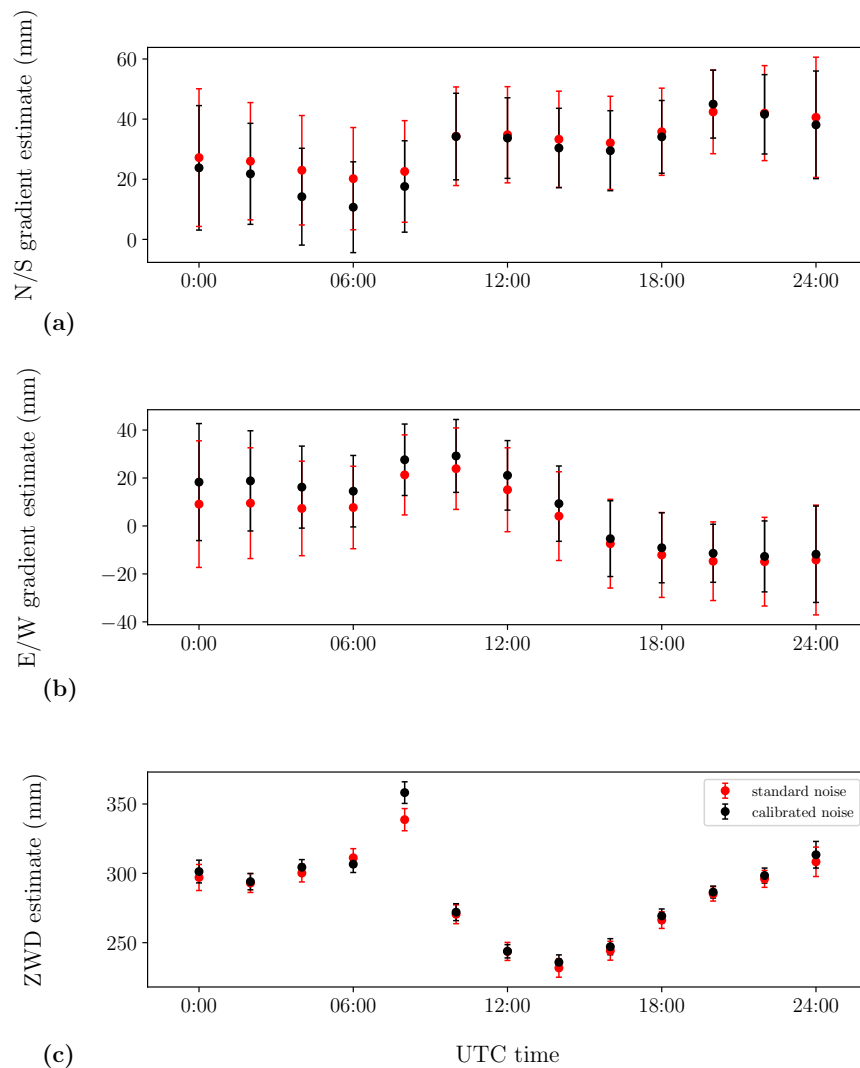 N/S gradient estimate (mm)
60
40
20
0
0:00 06:00 12:00 18:00 24:00
(a)
E/W gradient estimate (mm)
40
20
0
−20
−40
0:00 06:00 12:00 18:00 24:00
(b)
ZWD estimate (mm)
350
300
250
standard noise
calibrated noise
0:00 06:00 12:00 18:00 24:00
(c)
UTC time